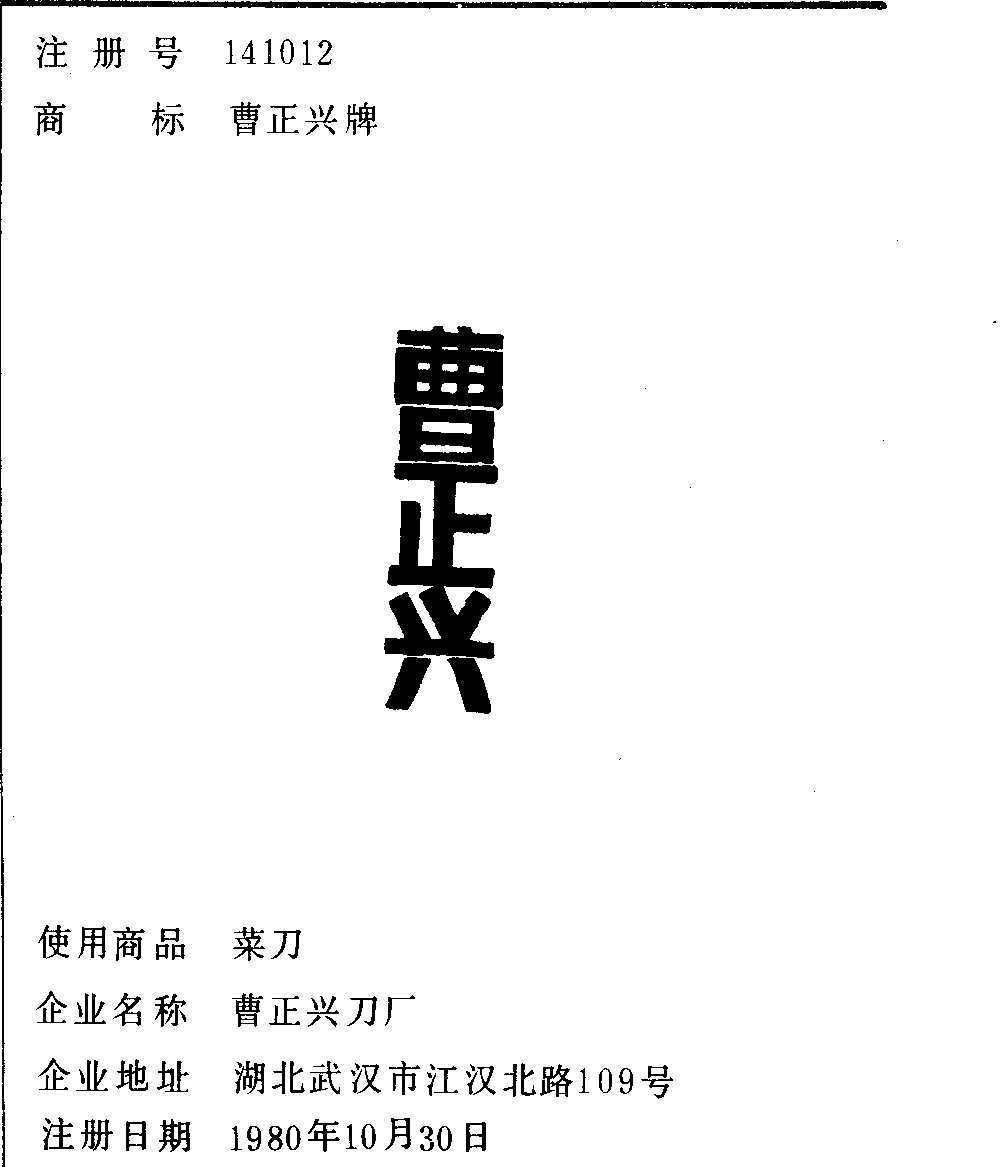 注册号 141012
商标 曹正兴牌
曹正兴
使用商品 菜刀
企业名称 曹正兴刀厂
企业地址 湖北武汉市江汉北路109号
注册日期 1980年10月30日